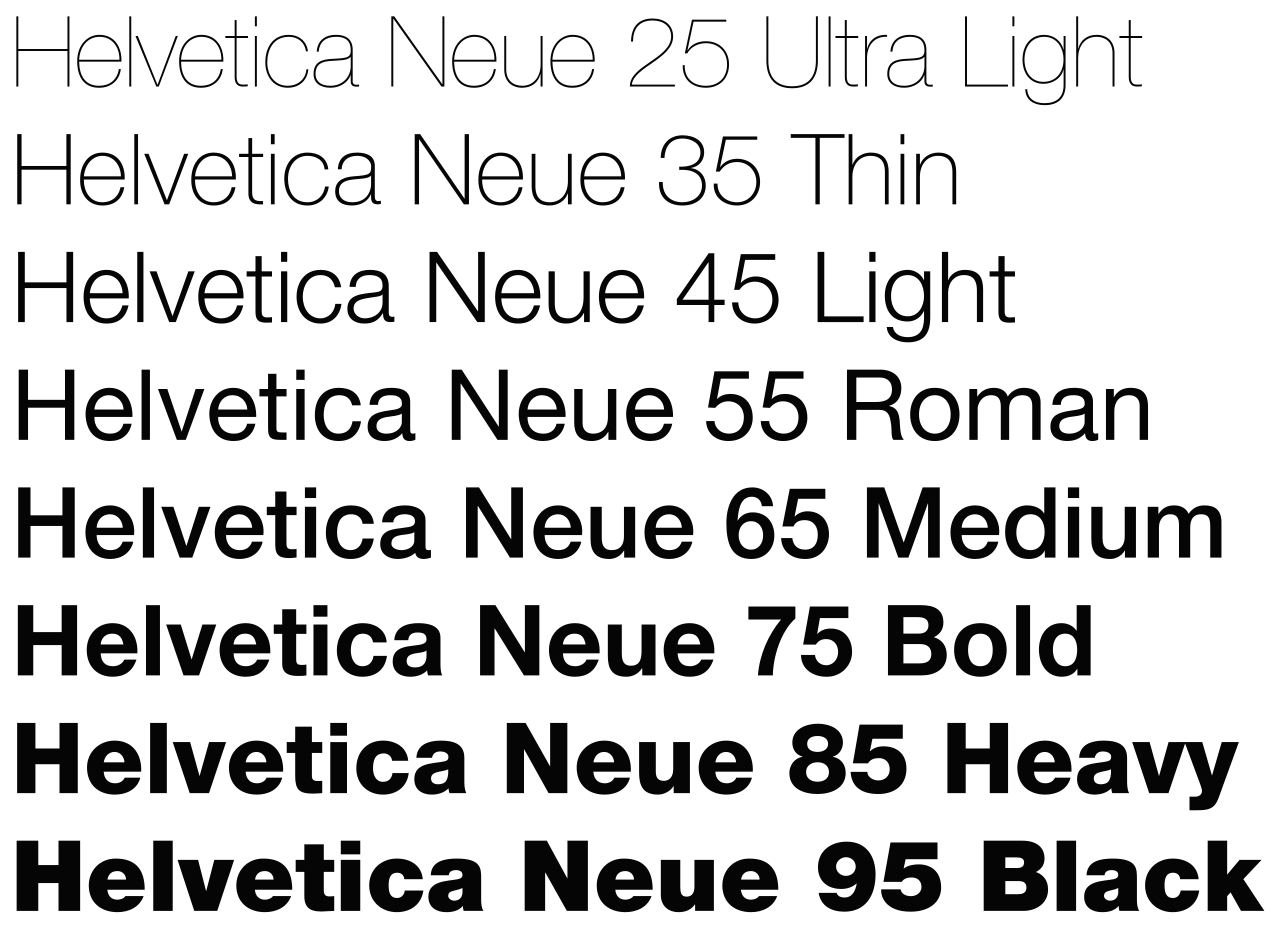 Helvetica Neue 25 Ultra Light
Helvetica Neue 35 Thin
Helvetica Neue 45 Light
Helvetica Neue 55 Roman
Helvetica Neue 65 Medium
Helvetica Neue 75 Bold
Helvetica Neue 85 Heavy
Helvetica Neue 95 Black